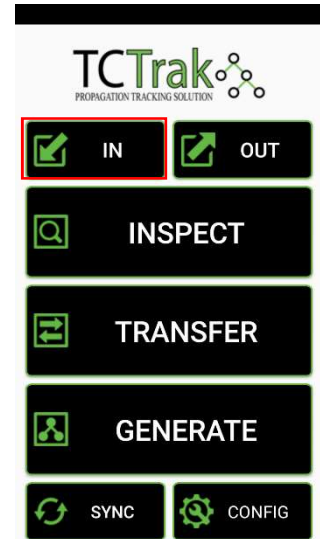 TCTrak
PROPAGATION TRACKING SOLUTION
IN OUT
INSPECT
TRANSFER
GENERATE
SYNC CONFIG